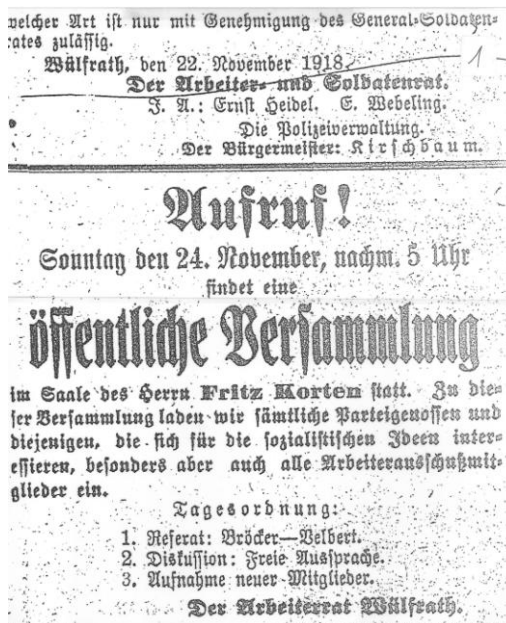 welcher Art ist nur mit Genehmigung des General-Soldaten-
rates zulässig.
Wülfrath, den 22. November 1918.
1
Der Arbeiter- und Soldatenrat.
J. A.: Ernst Heidel. E. Webeling.
Die Polizeiverwaltung.
Der Bürgermeister: Kirschbaum.
Aufruf!
Sonntag den 24. November, nachm. 5 Uhr
findet eine
öffentliche Versammlung
im Saale des Herrn Fritz Korten statt. Zu die-
ser Versammlung laden wir sämtliche Parteigenossen und
diejenigen, die sich für die sozialistischen Ideen inter-
essieren, besonders aber auch alle Arbeiterausschußmit-
glieder ein.
Tagesordnung:
1. Referat: Bröcker—Velbert.
2. Diskussion: Freie Aussprache.
3. Aufnahme neuer Mitglieder.
Der Arbeiterrat Wülfrath.